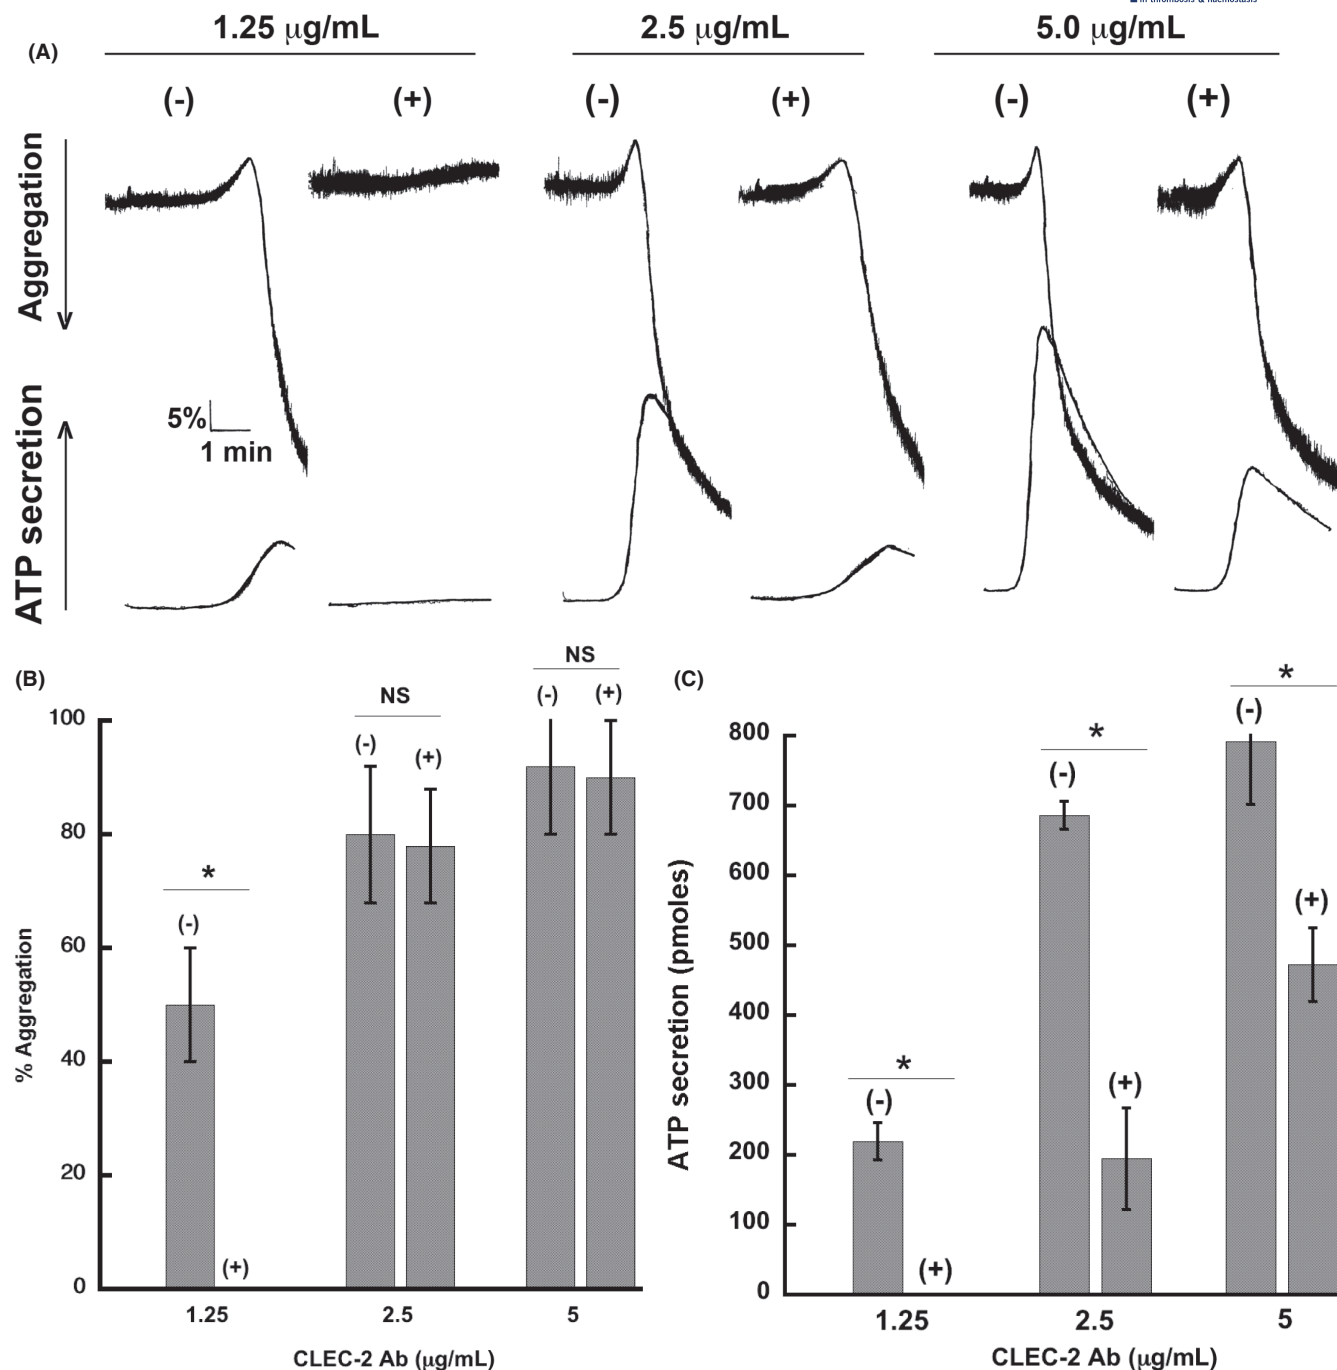 in thrombosis & haemostasis
1.25 μg/mL 2.5 μg/mL 5.0 μg/mL
(A)
(-) (+) (-) (+) (-) (+)
Aggregation
ATP secretion
5%
1 min
(B)
NS
NS
(-) (+)
(-) (+)
*
(-)
(+)
100
80
60
40
20
0
% Aggregation
1.25 2.5 5
CLEC-2 Ab (μg/mL)
(C)
*
(-)
(+)
*
(-)
(+)
*
(-)
(+)
800
700
600
500
400
300
200
100
0
ATP secretion (pmoles)
1.25 2.5 5
CLEC-2 Ab (μg/mL)